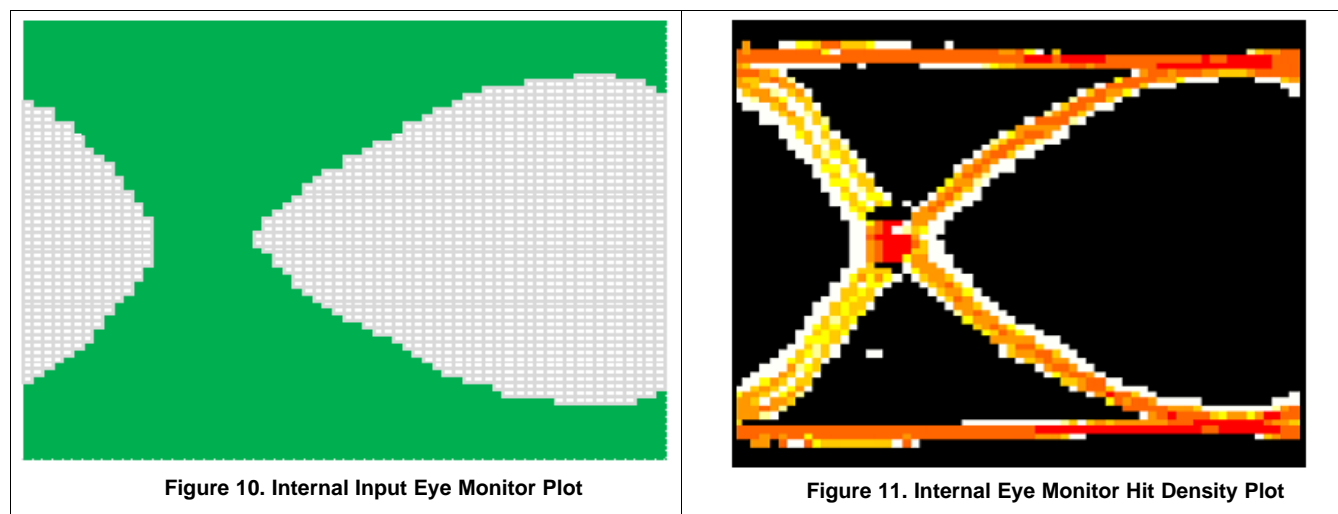 Figure 10. Internal Input Eye Monitor Plot
Figure 11. Internal Eye Monitor Hit Density Plot